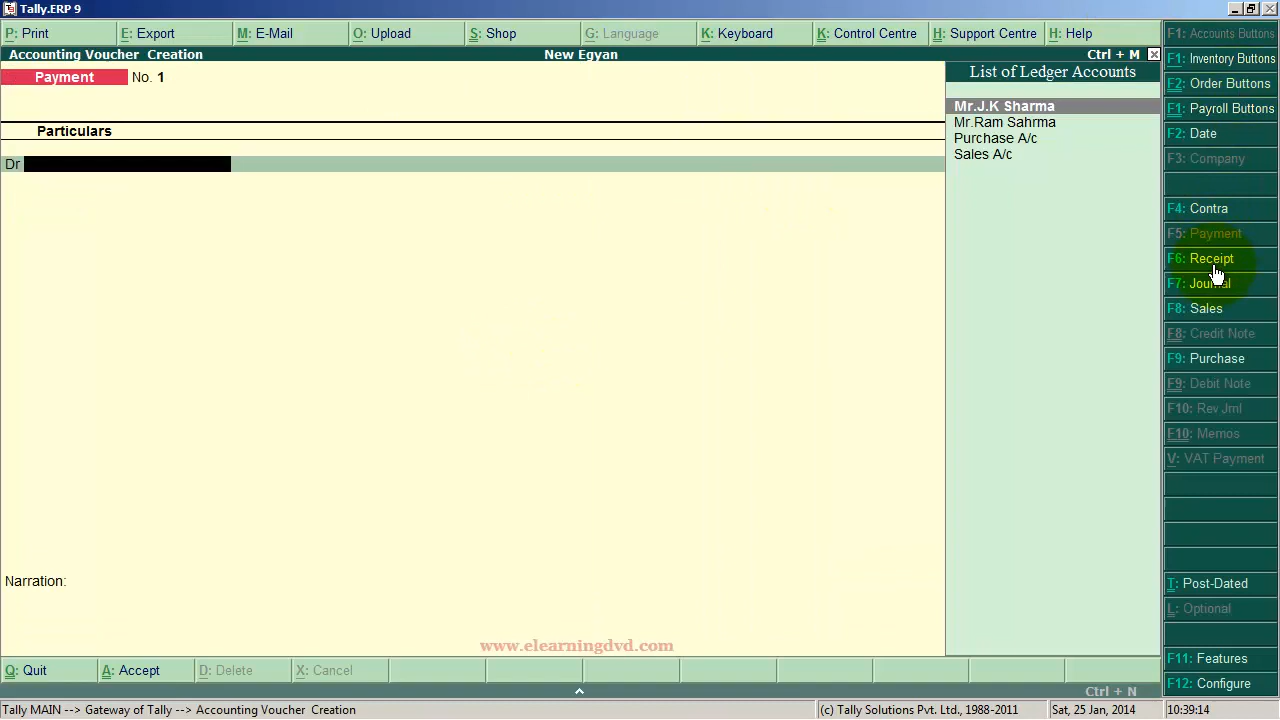 Tally.ERP 9
P: Print E: Export M: E-Mail O: Upload S: Shop G: Language K: Keyboard K: Control Centre H: Support Centre H: Help
Accounting Voucher Creation New Egyan Ctrl + M
Payment No. 1
Particulars
Dr
Narration:
List of Ledger Accounts
Mr.J.K Sharma
Mr.Ram Sahrma
Purchase A/c
Sales A/c
F1: Accounts Buttons
F1: Inventory Buttons
F2: Order Buttons
F1: Payroll Buttons
F2: Date
F3: Company
F4: Contra
F5: Payment
F6: Receipt
F7: Journal
F8: Sales
F8: Credit Note
F9: Purchase
F9: Debit Note
F10: Rev Jrnl
F10: Memos
V: VAT Payment
T: Post-Dated
L: Optional
F11: Features
F12: Configure
www.elearningdvd.com
Q: Quit A: Accept D: Delete X: Cancel
Ctrl + N
Tally MAIN --> Gateway of Tally --> Accounting Voucher Creation (c) Tally Solutions Pvt. Ltd., 1988-2011 Sat, 25 Jan, 2014 10:39:14